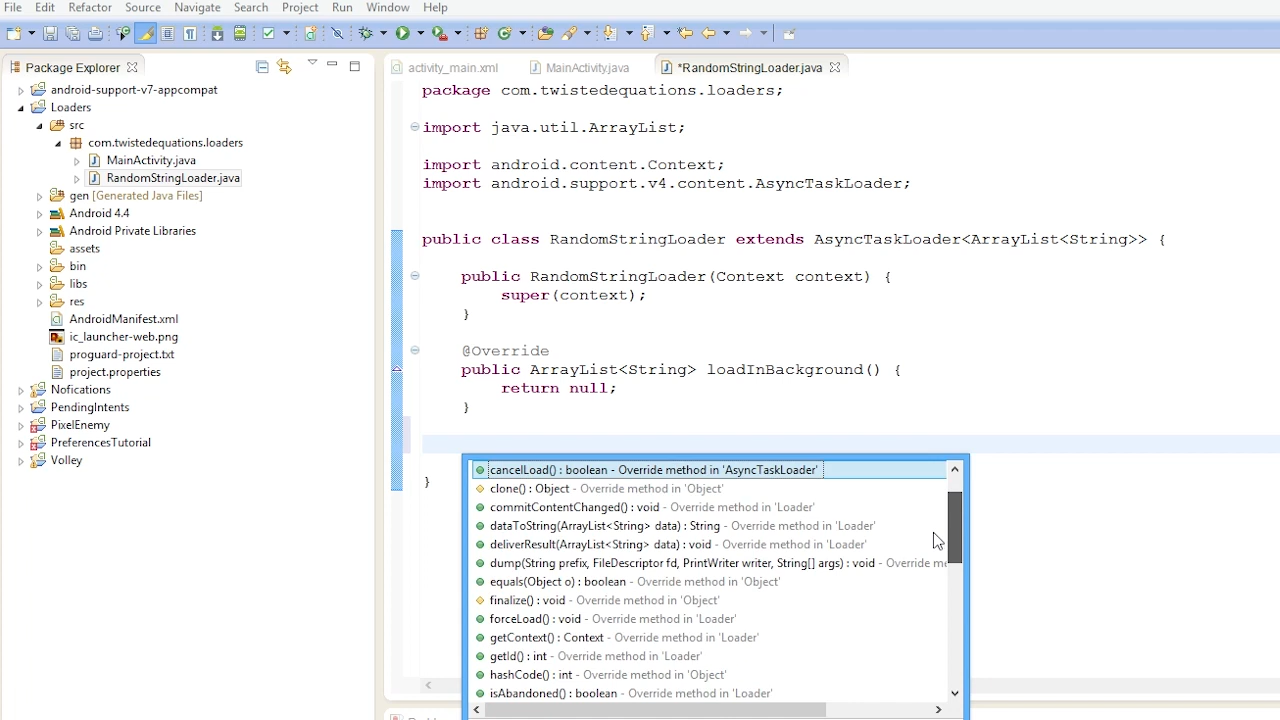 File Edit Refactor Source Navigate Search Project Run Window Help
Package Explorer
android-support-v7-appcompat
Loaders
src
com.twistedequations.loaders
MainActivity.java
RandomStringLoader.java
gen [Generated Java Files]
Android 4.4
Android Private Libraries
assets
bin
libs
res
AndroidManifest.xml
ic_launcher-web.png
proguard-project.txt
project.properties
Nofications
PendingIntents
PixelEnemy
PreferencesTutorial
Volley
activity_main.xml MainActivity.java *RandomStringLoader.java
package com.twistedequations.loaders;
import java.util.ArrayList;
import android.content.Context;
import android.support.v4.content.AsyncTaskLoader;
public class RandomStringLoader extends AsyncTaskLoader<ArrayList<String>> {
public RandomStringLoader(Context context) {
super(context);
}
@Override
public ArrayList<String> loadInBackground() {
return null;
}
}
cancelLoad() : boolean - Override method in 'AsyncTaskLoader'
clone() : Object - Override method in 'Object'
commitContentChanged() : void - Override method in 'Loader'
dataToString(ArrayList<String> data) : String - Override method in 'Loader'
deliverResult(ArrayList<String> data) : void - Override method in 'Loader'
dump(String prefix, FileDescriptor fd, PrintWriter writer, String[] args) : void - Override me
equals(Object o) : boolean - Override method in 'Object'
finalize() : void - Override method in 'Object'
forceLoad() : void - Override method in 'Loader'
getContext() : Context - Override method in 'Loader'
getId() : int - Override method in 'Loader'
hashCode() : int - Override method in 'Object'
isAbandoned() : boolean - Override method in 'Loader'